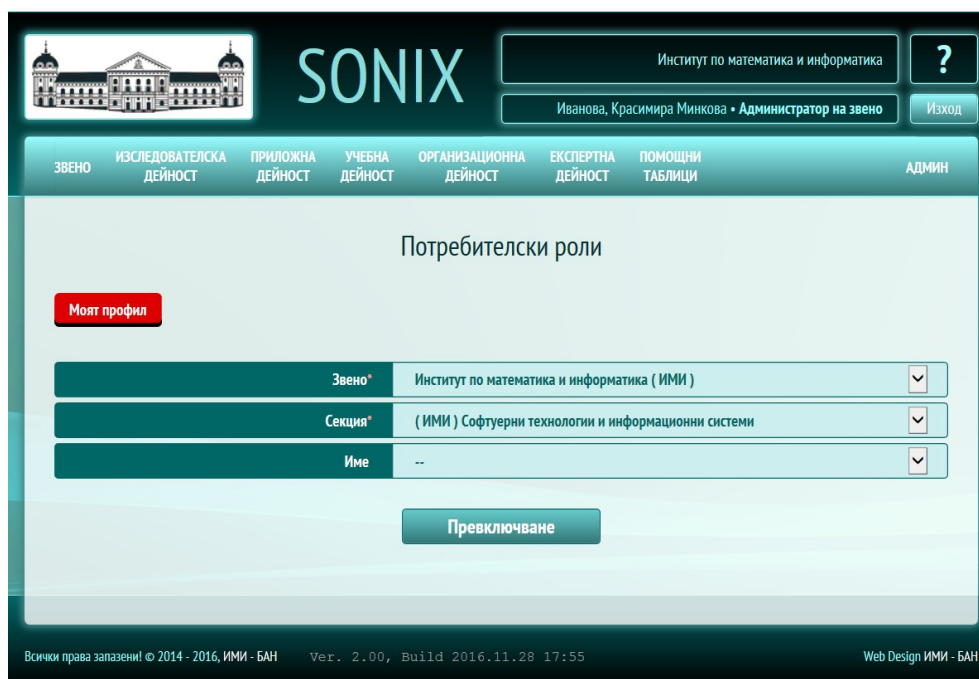 SONIX
Институт по математика и информатика
?
Иванова, Красимира Минкова • Администратор на звено
Изход
ЗВЕНО
ИЗСЛЕДОВАТЕЛСКА
ДЕЙНОСТ
ПРИЛОЖНА
ДЕЙНОСТ
УЧЕБНА
ДЕЙНОСТ
ОРГАНИЗАЦИОННА
ДЕЙНОСТ
ЕКСПЕРТНА
ДЕЙНОСТ
ПОМОЩНИ
ТАБЛИЦИ
АДМИН
Потребителски роли
Моят профил
Звено* Институт по математика и информатика ( ИМИ )
Секция* ( ИМИ ) Софтуерни технологии и информационни системи
Име --
Превключване
Всички права запазени! © 2014 - 2016, ИМИ - БАН Ver. 2.00, Build 2016.11.28 17:55 Web Design ИМИ - БАН